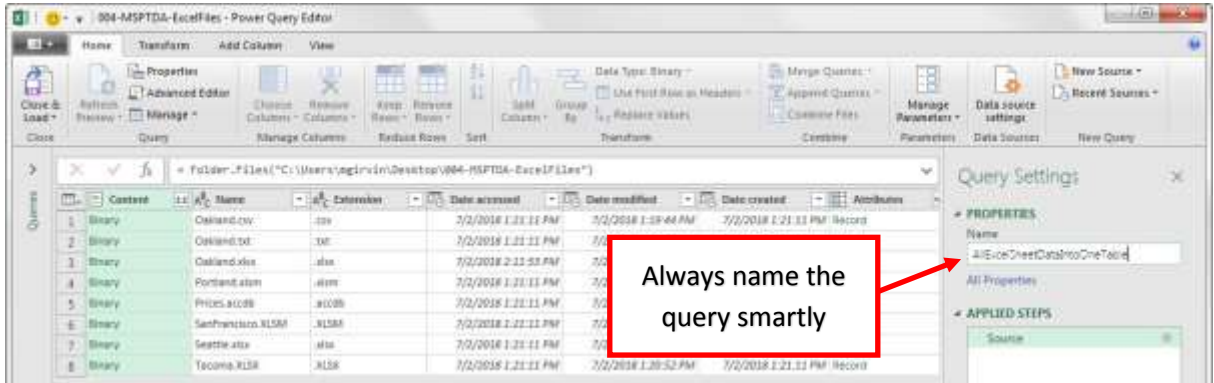 004-MSPTDA-ExcelFiles - Power Query Editor
Home Transform Add Column View
Close & Load
Refresh Preview
Properties
Advanced Editor
Manage
Choose Columns
Remove Columns
Keep Rows
Remove Rows
Split Column
Group By
Data Type: Binary
Use First Row as Headers
Replace Values
Merge Queries
Append Queries
Combine Files
Manage Parameters
Data source settings
New Source
Recent Sources
Close Query Manage Columns Reduce Rows Sort Transform Combine Parameters Data Sources New Query
= Folder.Files("C:\Users\mgirvin\Desktop\004-MSPTDA-ExcelFiles")
Queries
Content Name Extension Date accessed Date modified Date created Attributes
1 Binary Oakland.csv .csv 7/2/2018 1:21:11 PM 7/2/2018 1:19:44 PM 7/2/2018 1:21:11 PM Record
2 Binary Oakland.txt .txt 7/2/2018 1:21:11 PM
3 Binary Oakland.xlsx .xlsx 7/2/2018 2:11:53 PM
4 Binary Portland.xlsm .xlsm 7/2/2018 1:21:11 PM
5 Binary Prices.accdb .accdb 7/2/2018 1:21:11 PM
6 Binary SanFrancisco.XLSM .XLSM 7/2/2018 1:21:11 PM
7 Binary Seattle.xlsx .xlsx 7/2/2018 1:21:11 PM
8 Binary Tacoma.XLSX .XLSX 7/2/2018 1:21:11 PM 7/2/2018 1:20:52 PM 7/2/2018 1:21:11 PM Record
Always name the
query smartly
Query Settings
PROPERTIES
Name
AllExcelSheetDataIntoOneTable
All Properties
APPLIED STEPS
Source